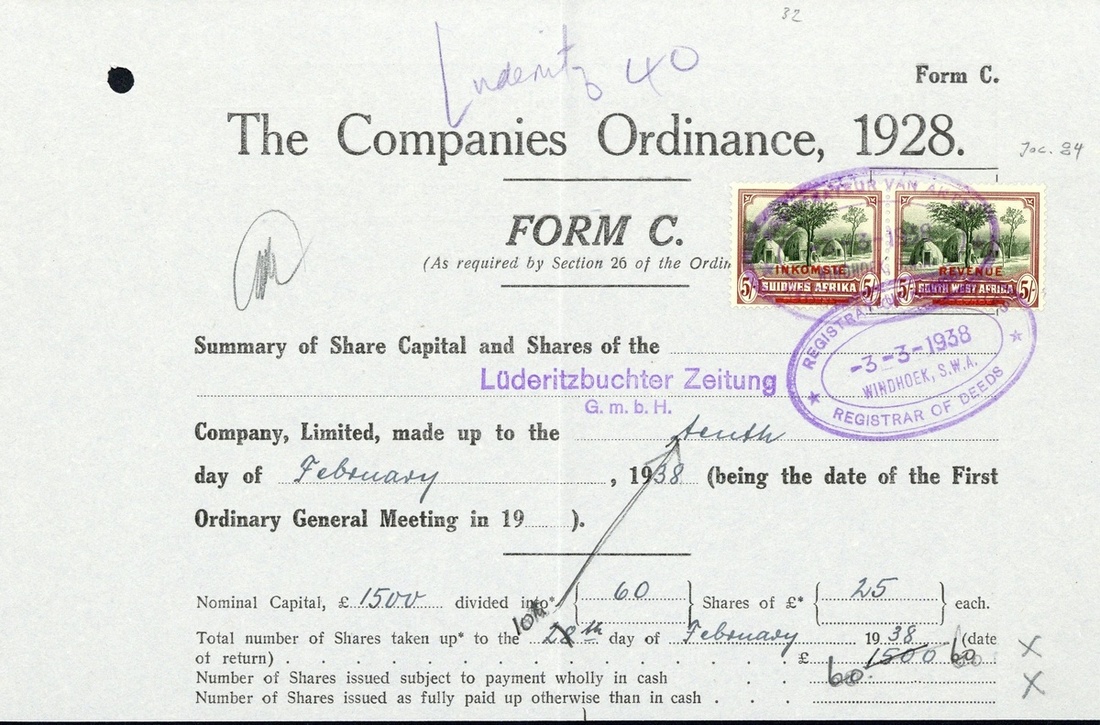 32
Luderitz 40
Form C.
The Companies Ordinance, 1928.
FORM C.
(As required by Section 26 of the Ordin
INKOMSTE REVENUE
5/- SUIDWES AFRIKA 5/- 5/- SOUTH WEST AFRICA 5/-
Summary of Share Capital and Shares of the
REGISTRAR
-3-3-1938
WINDHOEK, S.W.A.
REGISTRAR OF DEEDS
Lüderitzbuchter Zeitung
G. m. b. H.
Company, Limited, made up to the tenth
day of February, 1938 (being the date of the First
Ordinary General Meeting in 19 ).
Nominal Capital, £ 1500 divided into* { 60 } Shares of £* { 25 } each.
10th
Total number of Shares taken up* to the 28th day of February 1938 (date
of return) . . . . . . . . . . . . . . £ 1500 60
Number of Shares issued subject to payment wholly in cash . . 60
Number of Shares issued as fully paid up otherwise than in cash . . .